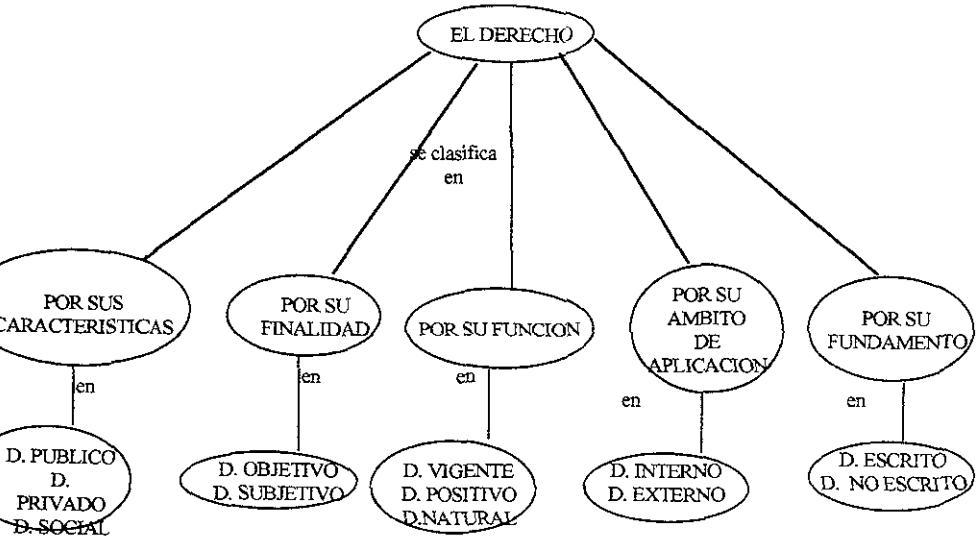 EL DERECHO
se clasifica
en
POR SUS
CARACTERISTICAS
POR SU
FINALIDAD
POR SU FUNCION
POR SU
AMBITO
DE
APLICACION
POR SU
FUNDAMENTO
en
en
en
en
en
D. PUBLICO
D.
PRIVADO
D. SOCIAL
D. OBJETIVO
D. SUBJETIVO
D. VIGENTE
D. POSITIVO
D.NATURAL
D. INTERNO
D. EXTERNO
D. ESCRITO
D. NO ESCRITO